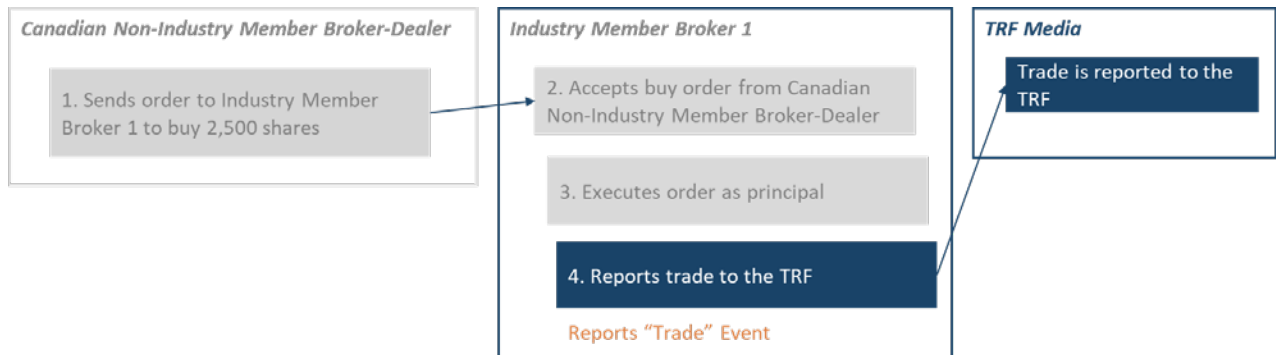 Canadian Non-Industry Member Broker-Dealer
1. Sends order to Industry Member
Broker 1 to buy 2,500 shares
Industry Member Broker 1
2. Accepts buy order from Canadian
Non-Industry Member Broker-Dealer
3. Executes order as principal
4. Reports trade to the TRF
Reports “Trade” Event
TRF Media
Trade is reported to the
TRF